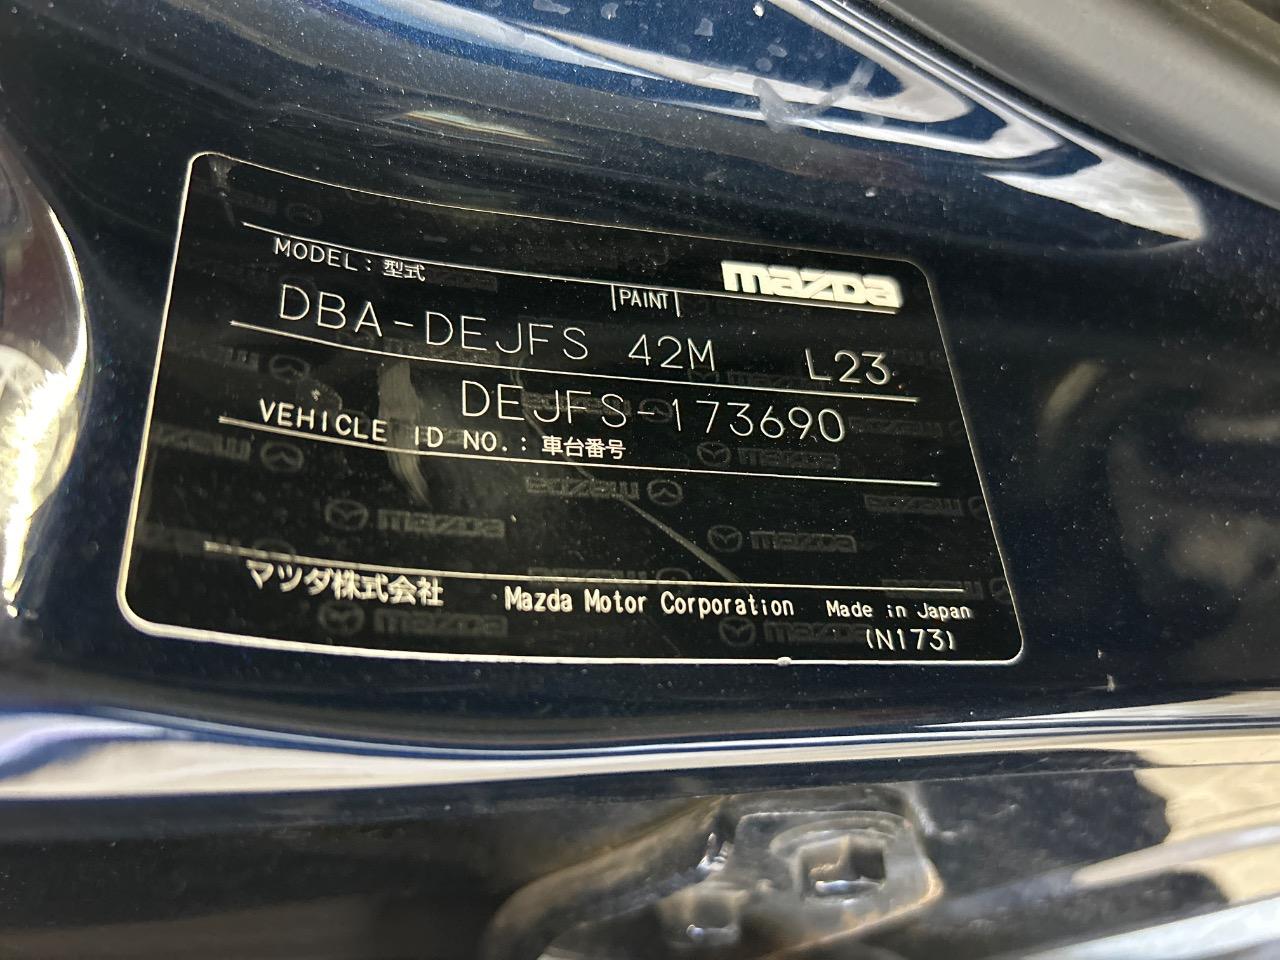 mazda
MODEL: 型式
PAINT
DBA-DEJFS 42M L23
DEJFS-173690
VEHICLE ID NO.: 車台番号
マツダ株式会社 Mazda Motor Corporation Made in Japan
(N173)